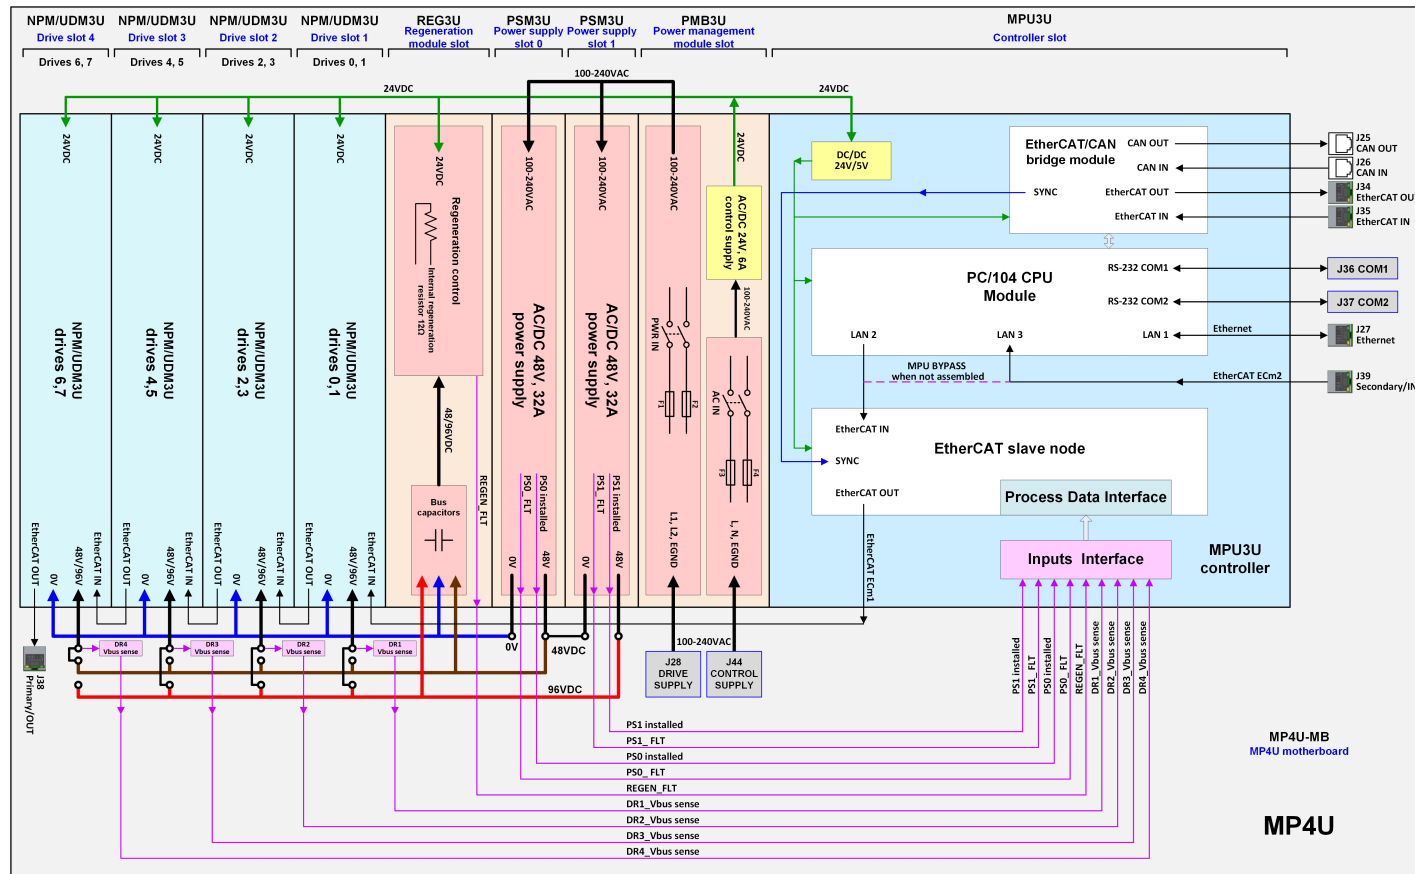 NPM/UDM3U
Drive slot 4
Drives 6, 7
NPM/UDM3U
Drive slot 3
Drives 4, 5
NPM/UDM3U
Drive slot 2
Drives 2, 3
NPM/UDM3U
Drive slot 1
Drives 0, 1
REG3U
Regeneration
module slot
PSM3U
Power supply
slot 0
PSM3U
Power supply
slot 1
PMB3U
Power management
module slot
MPU3U
Controller slot
100-240VAC
24VDC
24VDC
24VDC
24VDC
24VDC
24VDC
24VDC
100-240VAC
100-240VAC
100-240VAC
24VDC
DC/DC
24V/5V
EtherCAT/CAN
bridge module
CAN OUT
CAN IN
SYNC
EtherCAT OUT
EtherCAT IN
J25
CAN OUT
J26
CAN IN
J34
EtherCAT OU
J35
EtherCAT IN
Regeneration control
Internal regeneration
resistor 12Ω
AC/DC 24V, 6A
control supply
100-240VAC
PC/104 CPU
Module
RS-232 COM1
RS-232 COM2
LAN 2
LAN 3
LAN 1
J36 COM1
J37 COM2
Ethernet
J27
Ethernet
MPU BYPASS
when not assembled
EtherCAT ECm2
J39
Secondary/IN
NPM/UDM3U
drives 6,7
NPM/UDM3U
drives 4,5
NPM/UDM3U
drives 2,3
NPM/UDM3U
drives 0,1
AC/DC 48V, 32A
power supply
AC/DC 48V, 32A
power supply
PWR IN
F1
F2
AC IN
F3
F4
48/96VDC
EtherCAT IN
EtherCAT slave node
SYNC
EtherCAT OUT
Process Data Interface
Bus
capacitors
REGEN_FLT
PS0_ FLT
PS0 installed
PS1_ FLT
PS1 installed
L1, L2, EGND
L, N, EGND
Inputs Interface
MPU3U
controller
EtherCAT ECm1
EtherCAT OUT
0V
48V/96V
EtherCAT IN
EtherCAT OUT
0V
48V/96V
EtherCAT IN
EtherCAT OUT
0V
48V/96V
EtherCAT IN
EtherCAT OUT
0V
48V/96V
EtherCAT IN
0V
48V
0V
48V
DR4
Vbus sense
DR3
Vbus sense
DR2
Vbus sense
DR1
Vbus sense
0V
48VDC
96VDC
100-240VAC
J28
DRIVE
SUPPLY
J44
CONTROL
SUPPLY
J38
Primary/OUT
PS1 installed
PS1_ FLT
PS0 installed
PS0_ FLT
REGEN_FLT
DR1_Vbus sense
DR2_Vbus sense
DR3_Vbus sense
DR4_Vbus sense
PS1 installed
PS1_ FLT
PS0 installed
PS0_ FLT
REGEN_FLT
DR1_Vbus sense
DR2_Vbus sense
DR3_Vbus sense
DR4_Vbus sense
MP4U-MB
MP4U motherboard
MP4U